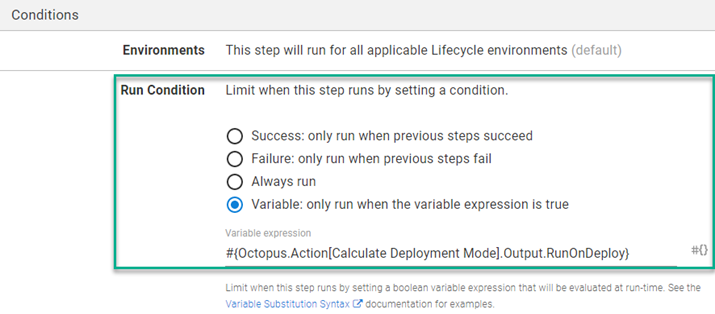 Conditions
Environments This step will run for all applicable Lifecycle environments (default)
Run Condition Limit when this step runs by setting a condition.
Success: only run when previous steps succeed
Failure: only run when previous steps fail
Always run
Variable: only run when the variable expression is true
Variable expression
#{Octopus.Action[Calculate Deployment Mode].Output.RunOnDeploy} #{}
Limit when this step runs by setting a boolean variable expression that will be evaluated at run-time. See the
Variable Substitution Syntax documentation for examples.